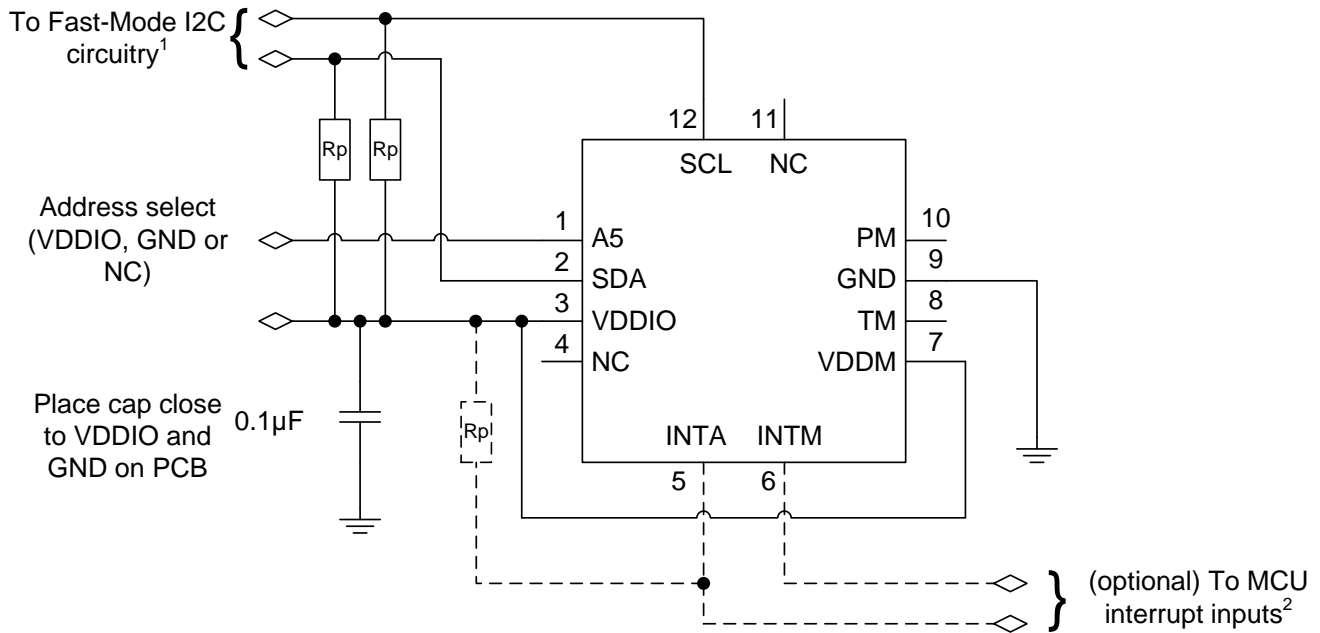 To Fast-Mode I2C
circuitry1
Rp
Rp
12
11
SCL
NC
Address select
(VDDIO, GND or
NC)
1
A5
2
SDA
3
VDDIO
4
NC
10
PM
9
GND
8
TM
7
VDDM
Place cap close
to VDDIO and
GND on PCB
0.1µF
Rp
INTA
INTM
5
6
(optional) To MCU
interrupt inputs2